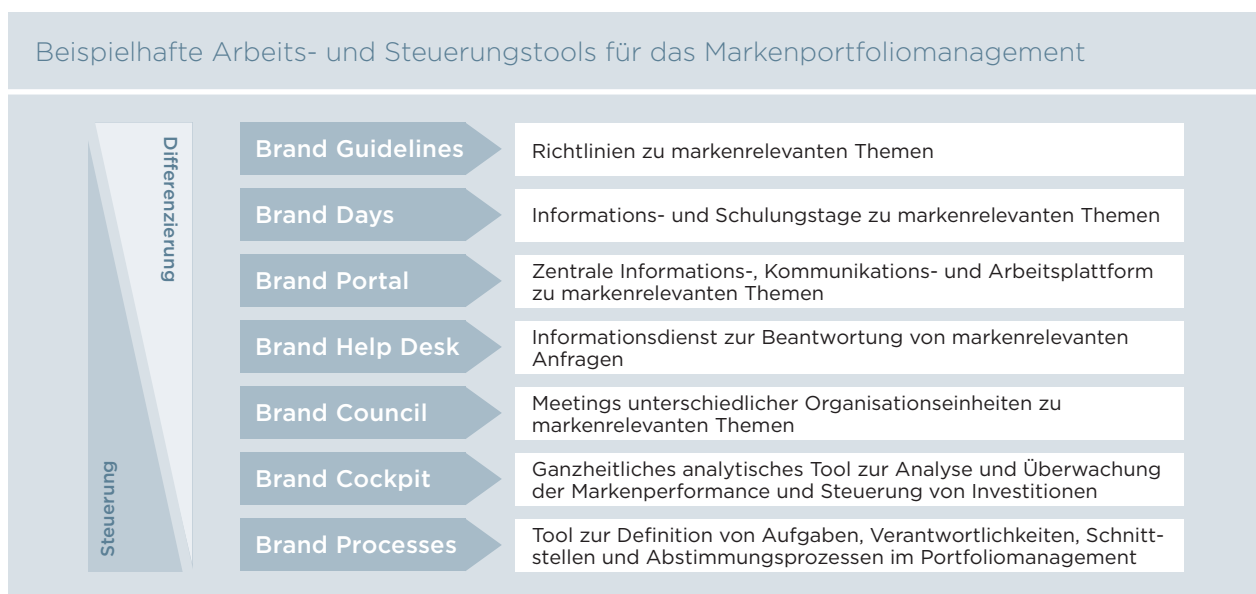 Beispielhafte Arbeits- und Steuerungstools für das Markenportfoliomanagement
Differenzierung
Steuerung
Brand Guidelines
Richtlinien zu markenrelevanten Themen
Brand Days
Informations- und Schulungstage zu markenrelevanten Themen
Brand Portal
Zentrale Informations-, Kommunikations- und Arbeitsplattform
zu markenrelevanten Themen
Brand Help Desk
Informationsdienst zur Beantwortung von markenrelevanten
Anfragen
Brand Council
Meetings unterschiedlicher Organisationseinheiten zu
markenrelevanten Themen
Brand Cockpit
Ganzheitliches analytisches Tool zur Analyse und Überwachung
der Markenperformance und Steuerung von Investitionen
Brand Processes
Tool zur Definition von Aufgaben, Verantwortlichkeiten, Schnitt-
stellen und Abstimmungsprozessen im Portfoliomanagement